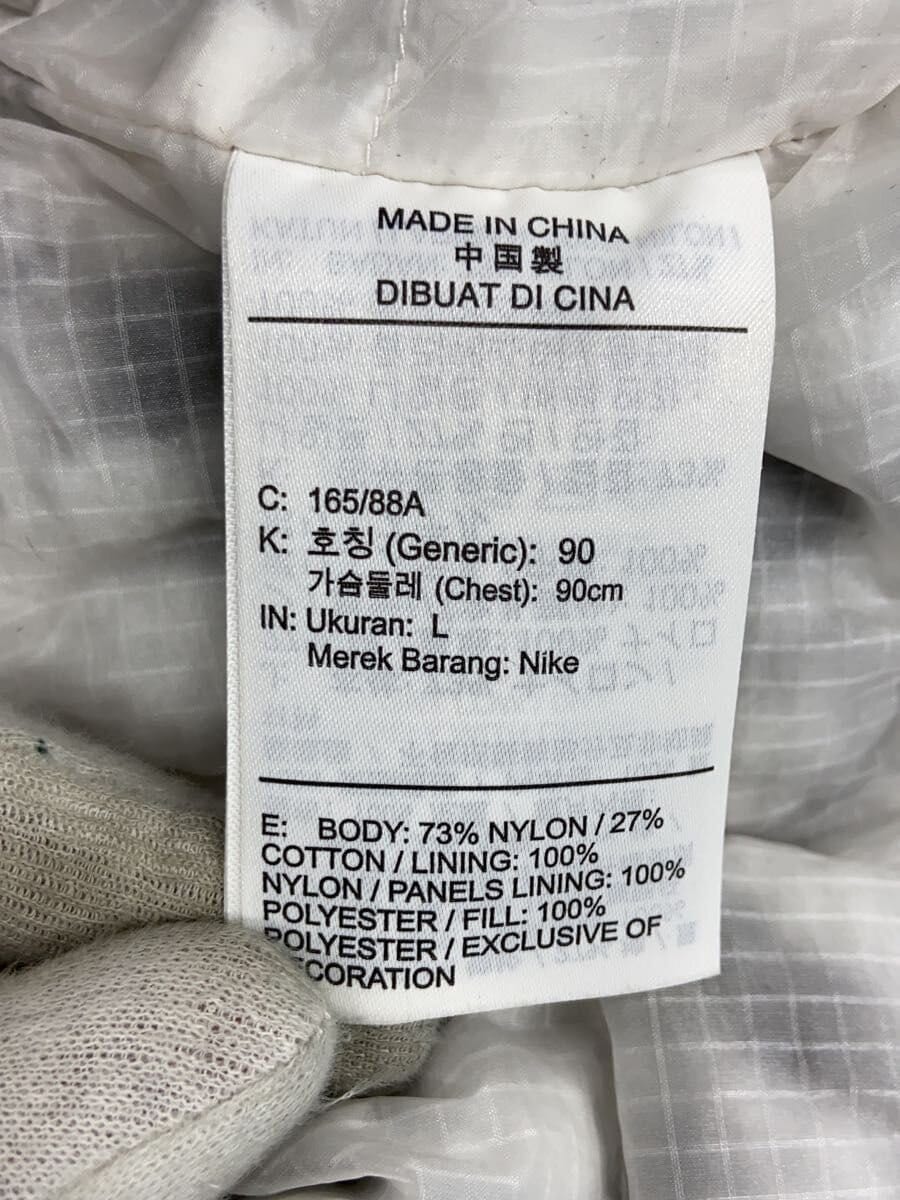 MADE IN CHINA
中国製
DIBUAT DI CINA
C: 165/88A
K: 호칭 (Generic): 90
가슴둘레 (Chest): 90cm
IN: Ukuran: L
Merek Barang: Nike
E: BODY: 73% NYLON / 27%
COTTON / LINING: 100%
NYLON / PANELS LINING: 100%
POLYESTER / FILL: 100%
POLYESTER / EXCLUSIVE OF
ECORATION